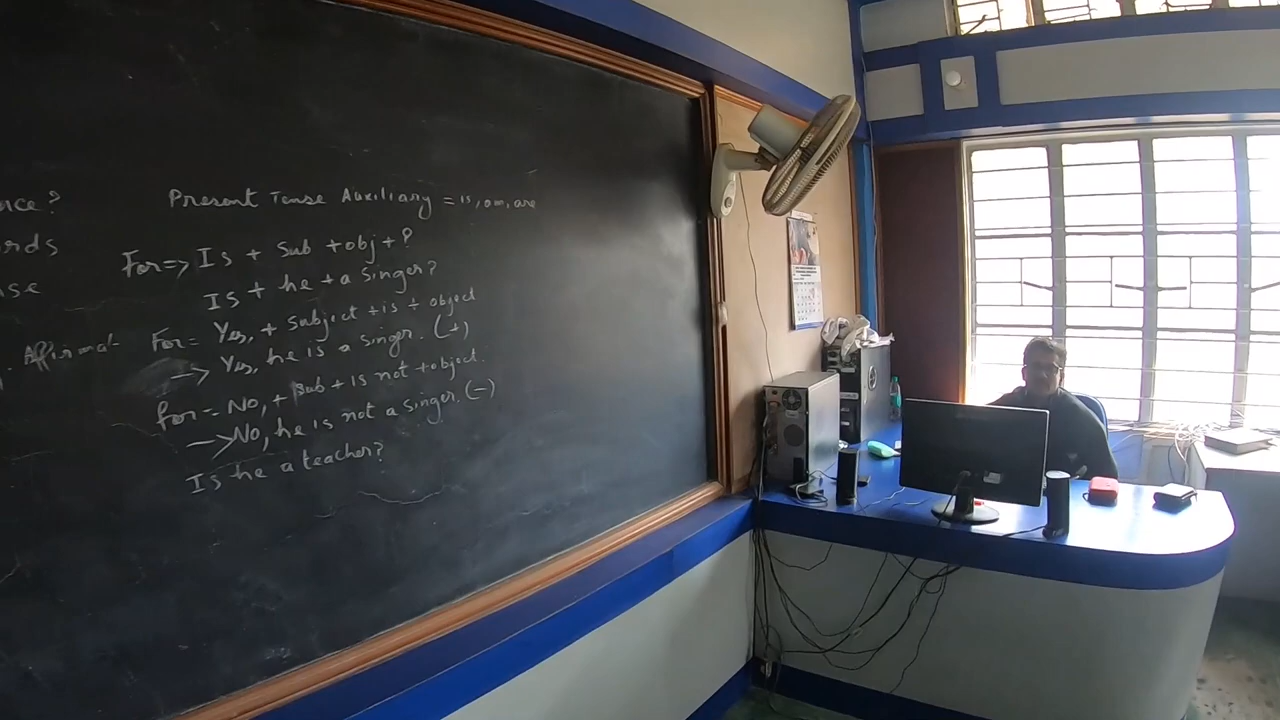 Present Tense Auxiliary = is, am, are
For=> Is + sub + obj + ?
Is + he + a singer?
For= Yes, + subject + is + object
→ Yes, he is a singer. (+)
for= No, + sub + is not + object.
→ No, he is not a singer. (-)
Is he a teacher?
ence?
rds
nse
Affirmat